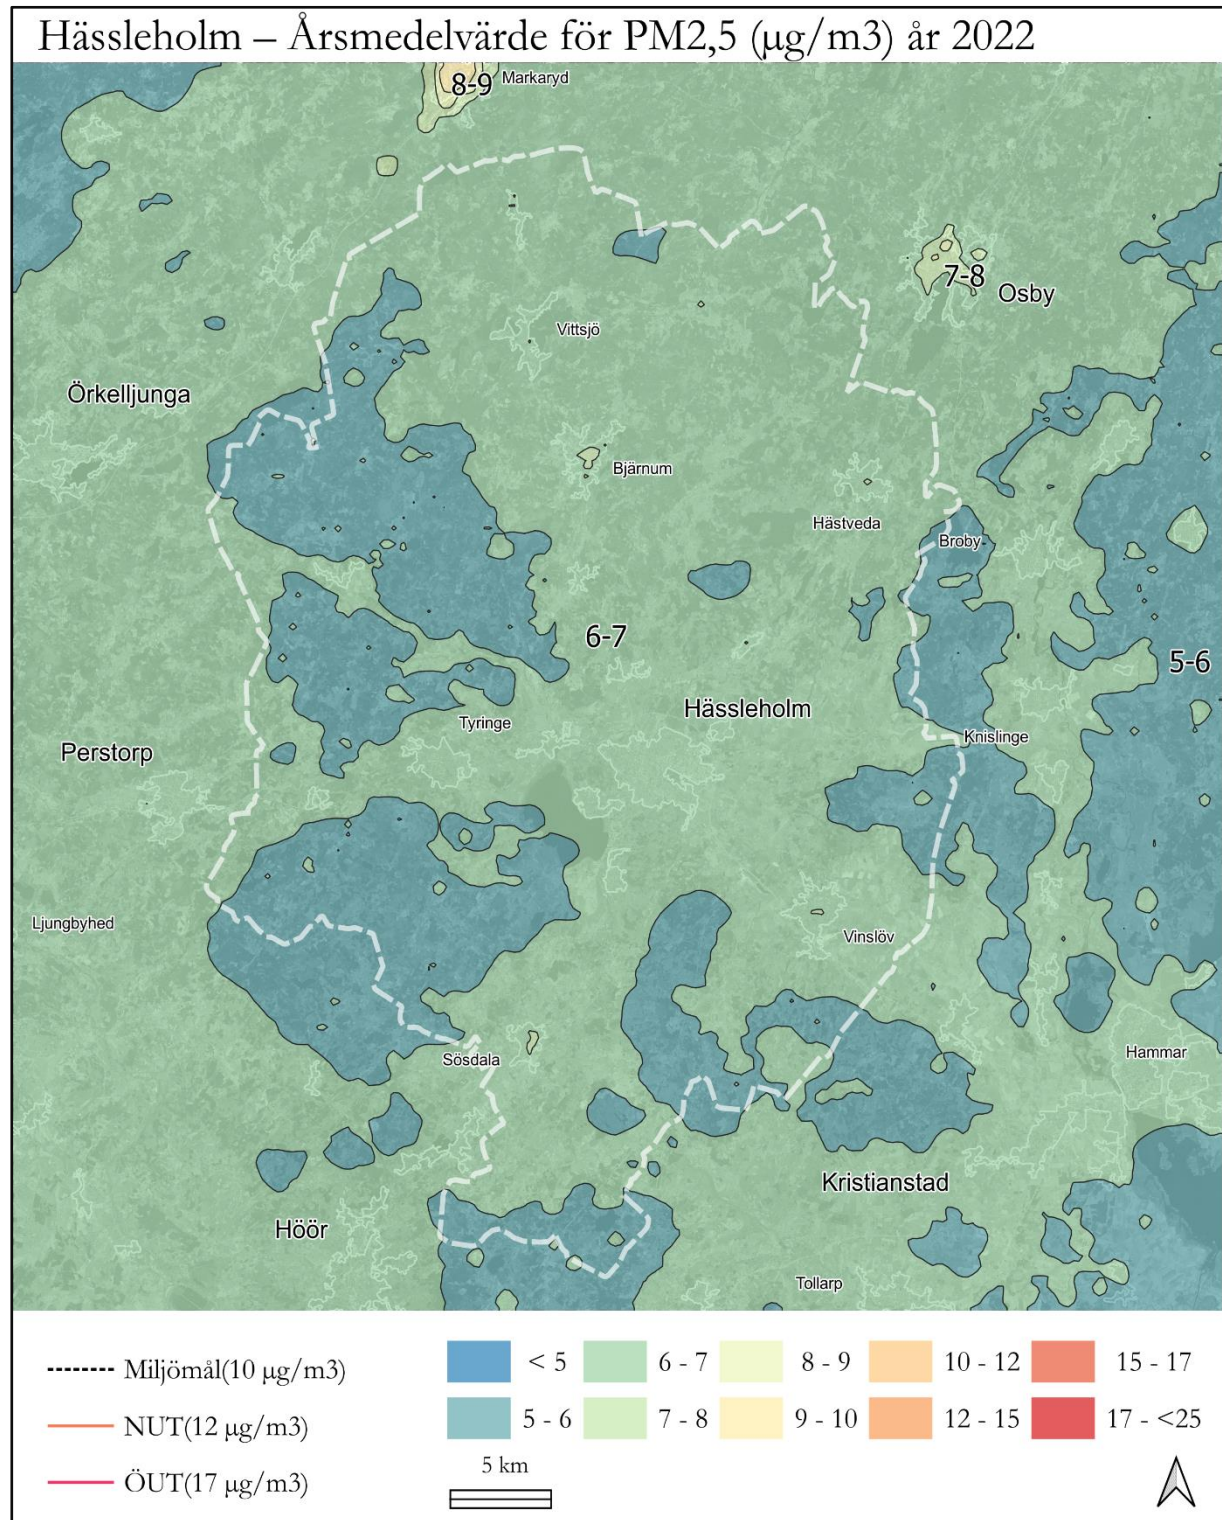 Hässleholm – Årsmedelvärde för PM2,5 (µg/m3) år 2022
8-9 Markaryd
7-8
Osby
Vittsjö
Örkelljunga
Bjärnum
Hästveda
Broby
6-7
5-6
Hässleholm
Tyringe
Knislinge
Perstorp
Ljungbyhed
Vinslöv
Sösdala
Hammar
Kristianstad
Höör
Tollarp
Miljömål(10 µg/m3)
NUT(12 µg/m3)
ÖUT(17 µg/m3)
< 5
6 - 7
8 - 9
10 - 12
15 - 17
5 - 6
7 - 8
9 - 10
12 - 15
17 - <25
5 km